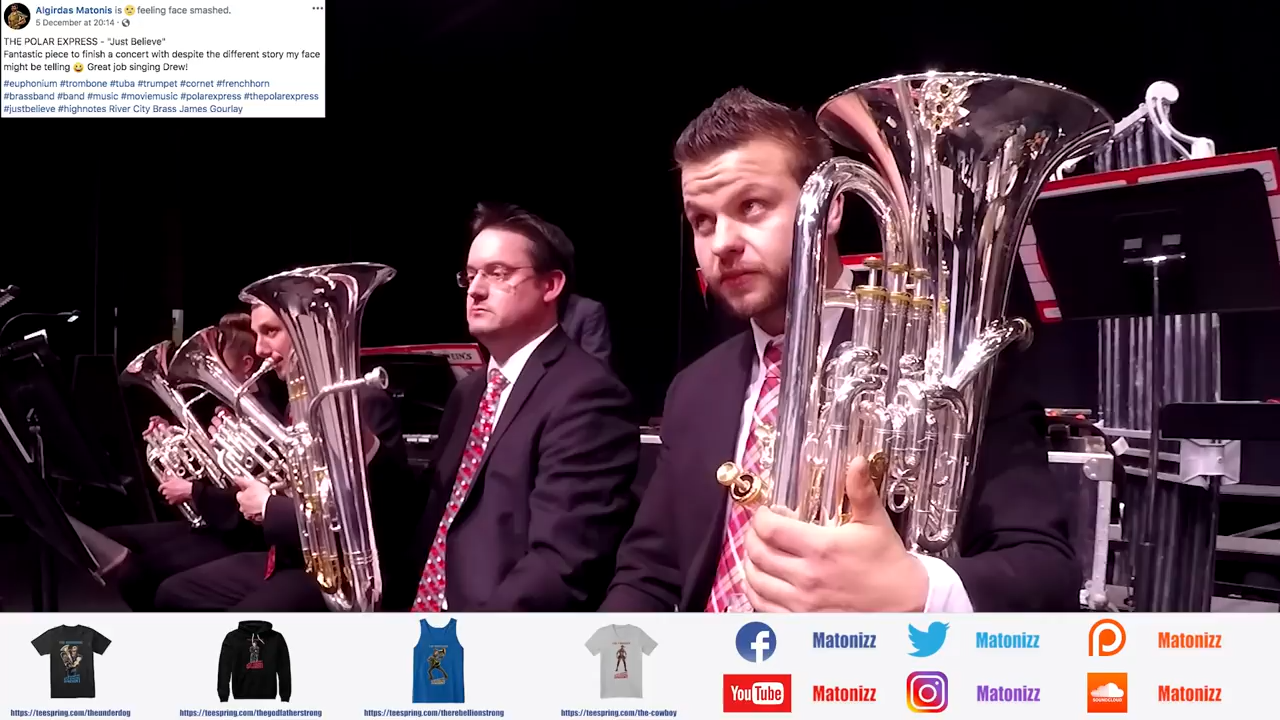 Algirdas Matonis is feeling face smashed.
5 December at 20:14
THE POLAR EXPRESS - "Just Believe"
Fantastic piece to finish a concert with despite the different story my face
might be telling 😀 Great job singing Drew!
#euphonium #trombone #tuba #trumpet #cornet #frenchhorn
#brassband #band #music #moviemusic #polarexpress #thepolarexpress
#justbelieve #highnotes River City Brass James Gourlay
Matonizz
Matonizz
Matonizz
YouTube Matonizz
Matonizz
SOUNDCLOUD Matonizz
https://teespring.com/theunderdog
https://teespring.com/thegodfatherstrong
https://teespring.com/therebellionstrong
https://teespring.com/the-cowboy